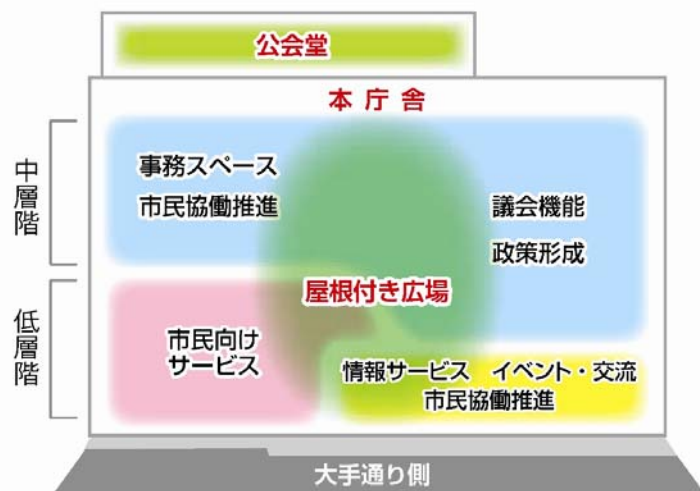 公会堂
本庁舎
中層階
事務スペース
市民協働推進
議会機能
政策形成
屋根付き広場
低層階
市民向け
サービス
情報サービス イベント・交流
市民協働推進
大手通り側